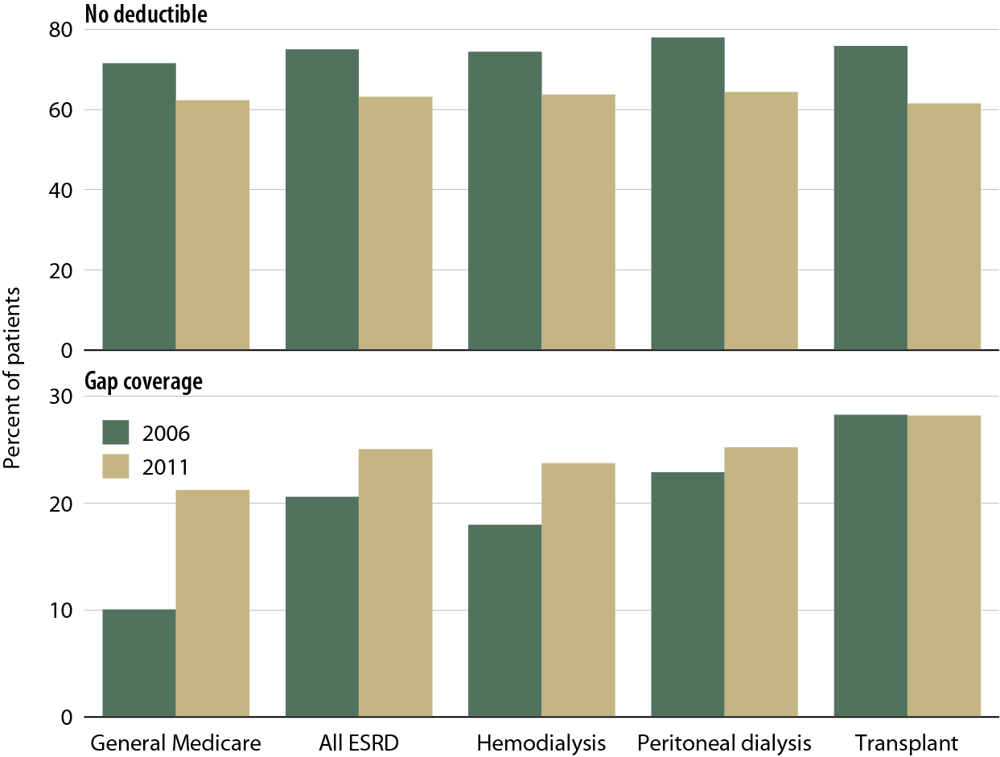 No deductible
80
60
40
20
0
Percent of patients
Gap coverage
30
2006
2011
20
10
0
General Medicare All ESRD Hemodialysis Peritoneal dialysis Transplant